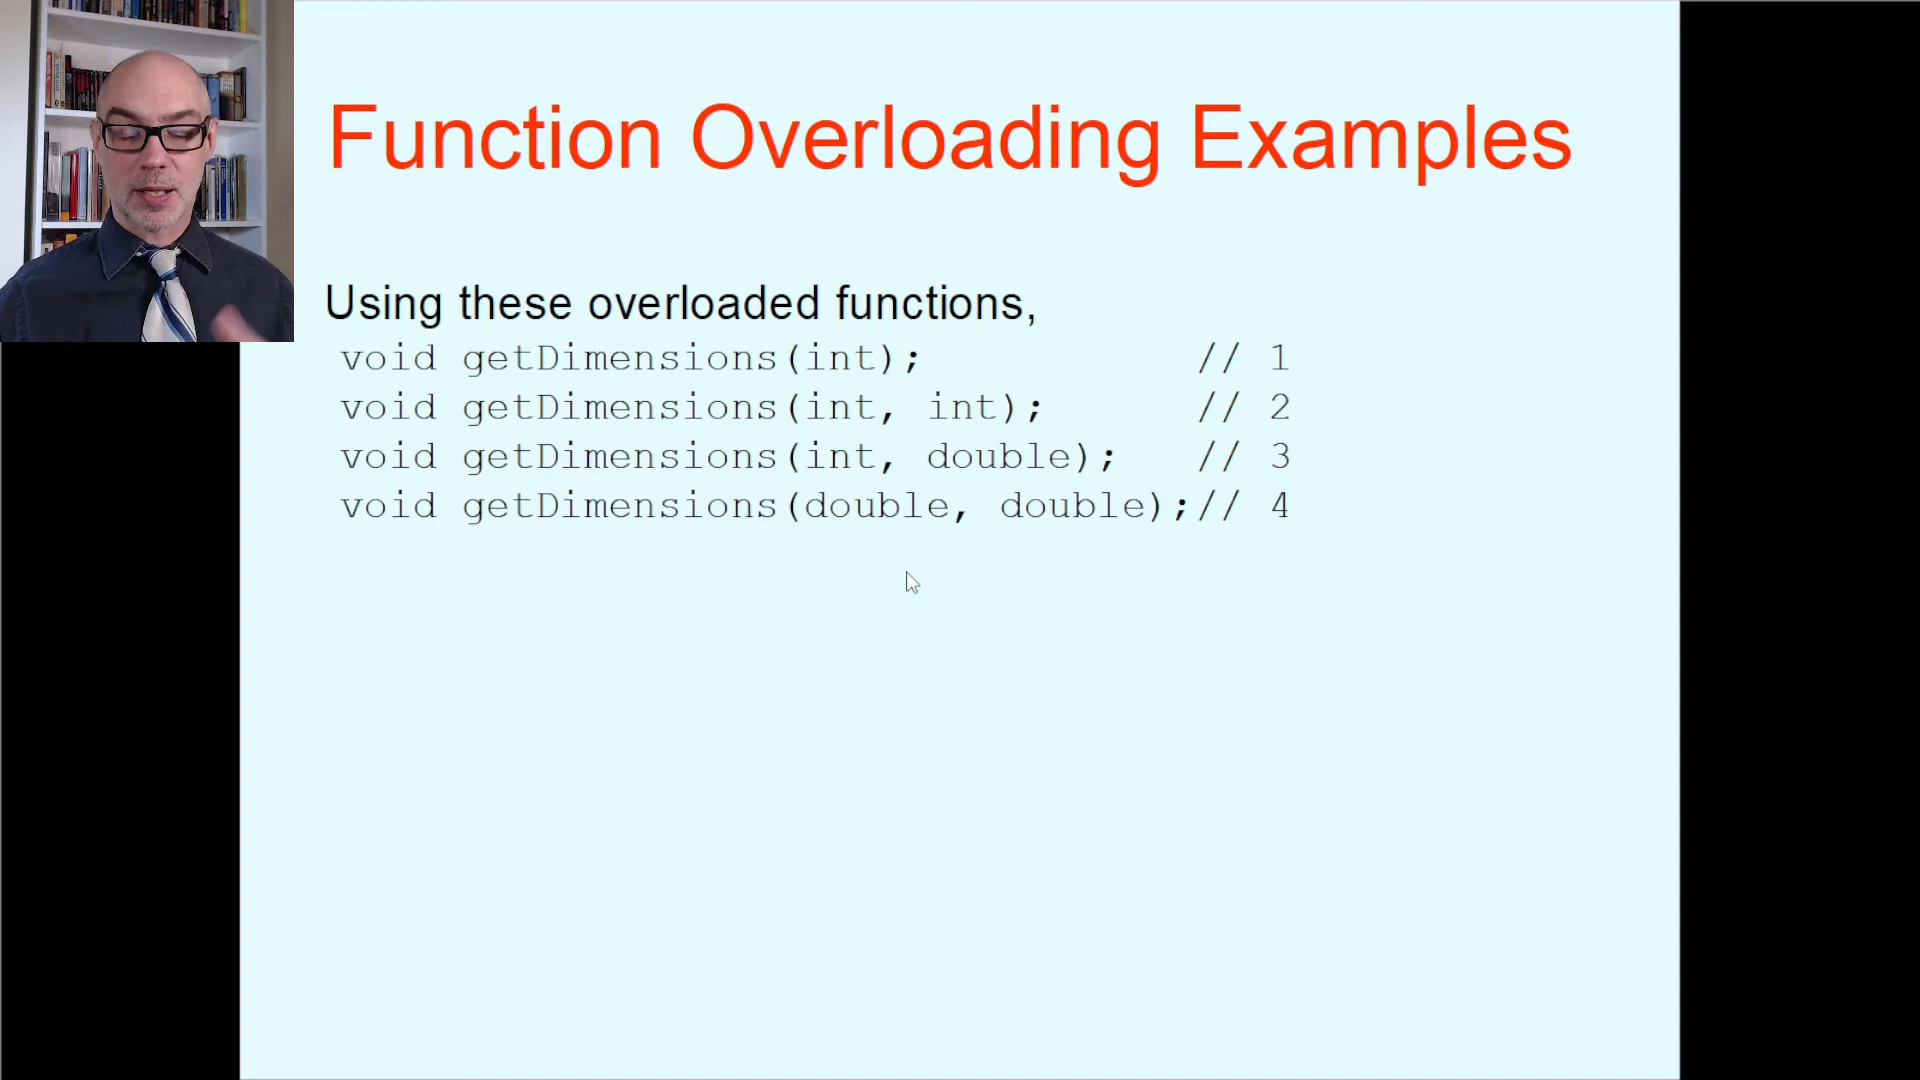 Function Overloading Examples
Using these overloaded functions,
void getDimensions(int); // 1
void getDimensions(int, int); // 2
void getDimensions(int, double); // 3
void getDimensions(double, double);// 4